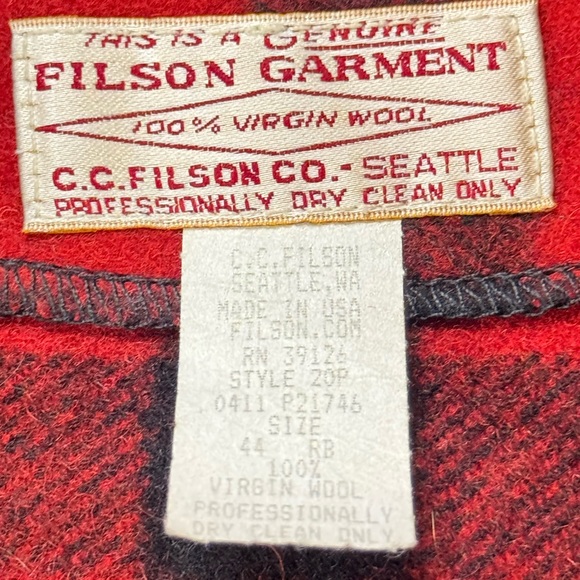 THIS IS A GENUINE
FILSON GARMENT
100% VIRGIN WOOL
C.C.FILSON CO.-SEATTLE
PROFESSIONALLY DRY CLEAN ONLY
C.C.FILSON
SEATTLE,WA
MADE IN USA
FILSON.COM
RN 39126
STYLE 20P
0411 P21746
SIZE
44 RB
100%
VIRGIN WOOL
PROFESSIONALLY
DRY CLEAN ONLY